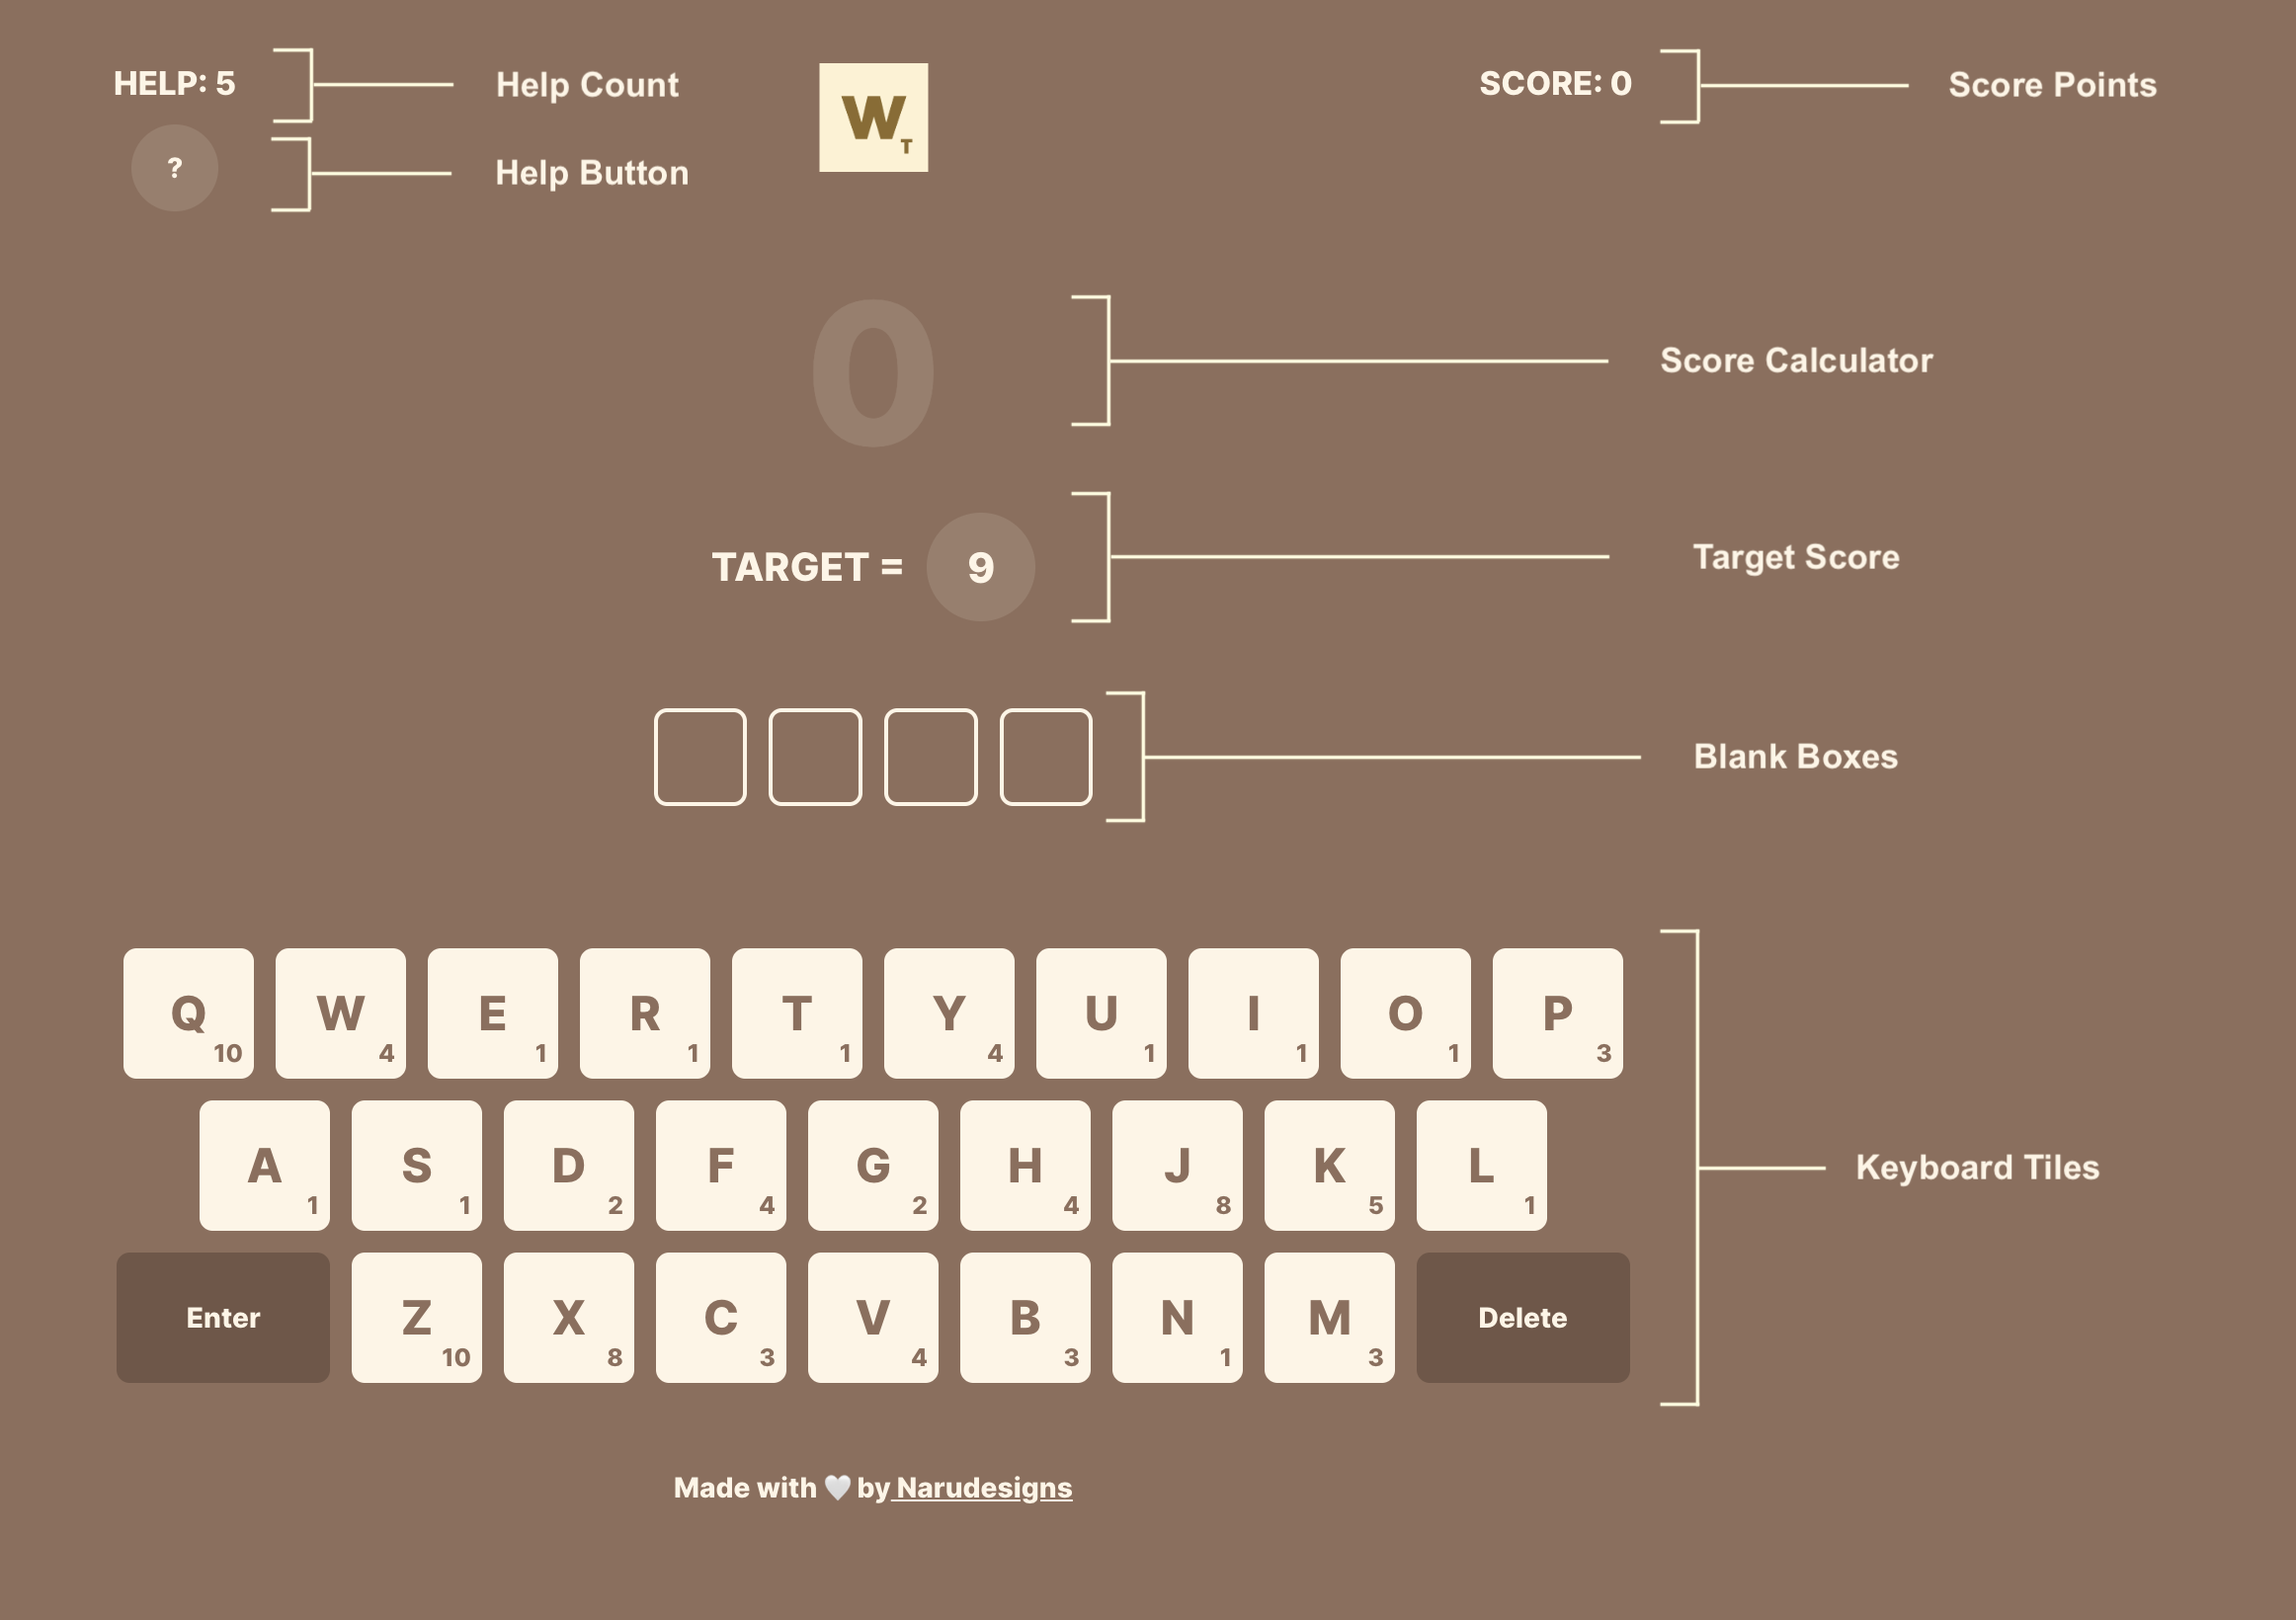 HELP: 5
Help Count
?
Help Button
W
T
SCORE: 0
Score Points
0
Score Calculator
TARGET = 9
Target Score
Blank Boxes
Q 10 W 4 E 1 R 1 T 1 Y 4 U 1 I 1 O 1 P 3
A 1 S 1 D 2 F 4 G 2 H 4 J 8 K 5 L 1
Enter Z 10 X 8 C 3 V 4 B 3 N 1 M 3 Delete
Keyboard Tiles
Made with 🤍 by Narudesigns